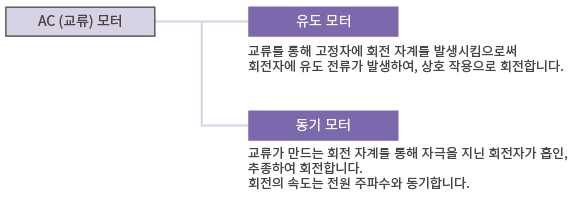 AC (교류) 모터
유도 모터
교류를 통해 고정자에 회전 자계를 발생시킴으로써
회전자에 유도 전류가 발생하여, 상호 작용으로 회전합니다.
동기 모터
교류가 만드는 회전 자계를 통해 자극을 지닌 회전자가 흡인,
추종하여 회전합니다.
회전의 속도는 전원 주파수와 동기합니다.